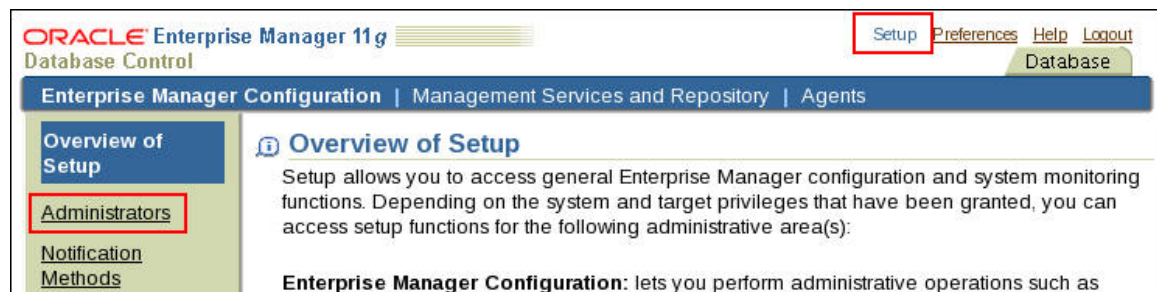 ORACLE Enterprise Manager 11g
Database Control
Setup Preferences Help Logout
Database
Enterprise Manager Configuration | Management Services and Repository | Agents
Overview of
Setup
Administrators
Notification
Methods
Overview of Setup
Setup allows you to access general Enterprise Manager configuration and system monitoring
functions. Depending on the system and target privileges that have been granted, you can
access setup functions for the following administrative area(s):
Enterprise Manager Configuration: lets you perform administrative operations such as